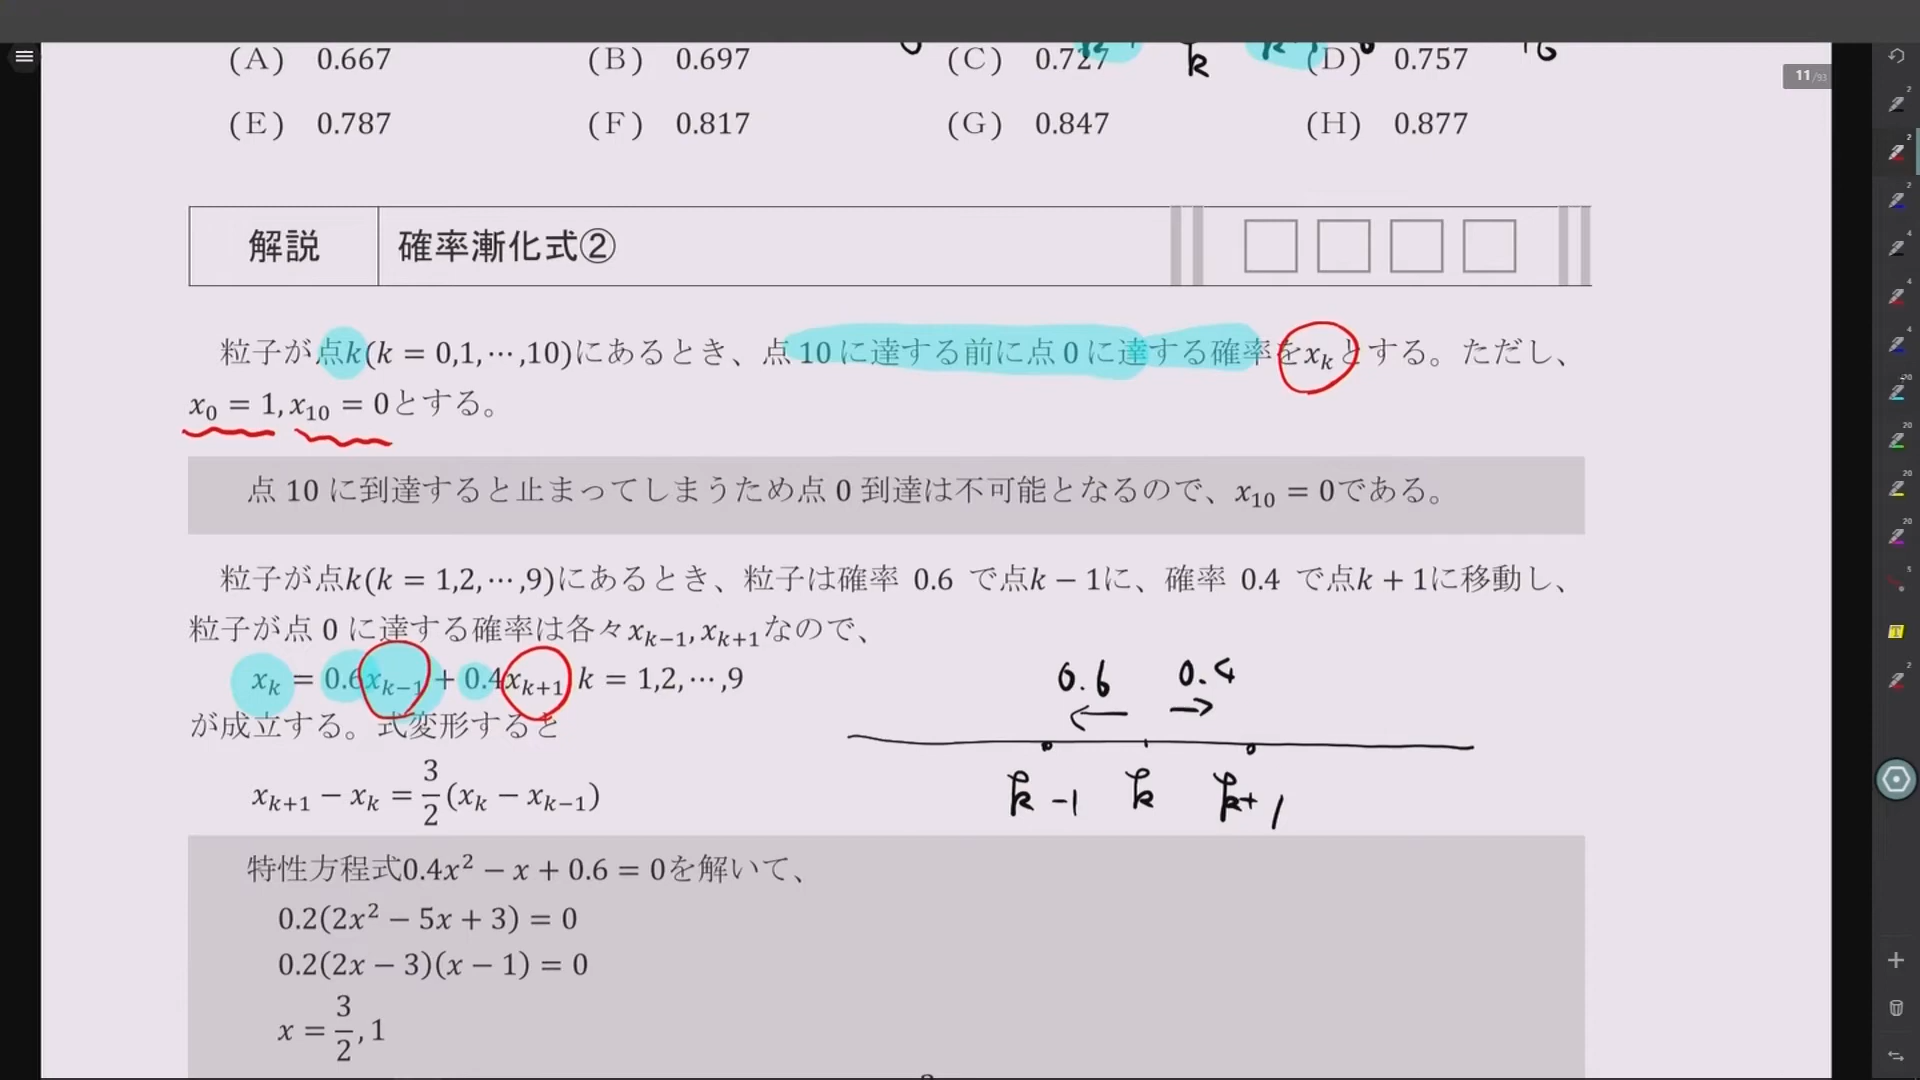 (A) 0.667 (B) 0.697 (C) 0.727 (D) 0.757
k
(E) 0.787 (F) 0.817 (G) 0.847 (H) 0.877
11/93
解説 確率漸化式②
粒子が点k(k = 0,1,⋯,10)にあるとき、点 10 に達する前に点 0 に達する確率をx_kとする。ただし、
x_0 = 1, x_10 = 0とする。
点 10 に到達すると止まってしまうため点 0 到達は不可能となるので、x_10 = 0である。
粒子が点k(k = 1,2,⋯,9)にあるとき、粒子は確率 0.6 で点k − 1に、確率 0.4 で点k + 1に移動し、
粒子が点 0 に達する確率は各々x_{k−1}, x_{k+1}なので、
x_k = 0.6x_{k−1} + 0.4x_{k+1} k = 1,2,⋯,9
0.6 0.4
が成立する。式変形すると
x_{k+1} − x_k = 3/2 (x_k − x_{k−1})
k-1 k k+1
特性方程式0.4x² − x + 0.6 = 0を解いて、
0.2(2x² − 5x + 3) = 0
0.2(2x − 3)(x − 1) = 0
x = 3/2, 1